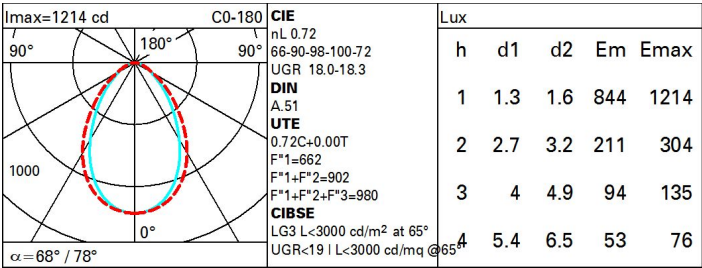 Imax=1214 cd C0-180
90° 180° 90°
1000
0°
α=68° / 78°
CIE
nL 0.72
66-90-98-100-72
UGR 18.0-18.3
DIN
A.51
UTE
0.72C+0.00T
F"1=662
F"1+F"2=902
F"1+F"2+F"3=980
CIBSE
LG3 L<3000 cd/m² at 65°
UGR<19 | L<3000 cd/mq @65°
Lux
h d1 d2 Em Emax
1 1.3 1.6 844 1214
2 2.7 3.2 211 304
3 4 4.9 94 135
4 5.4 6.5 53 76